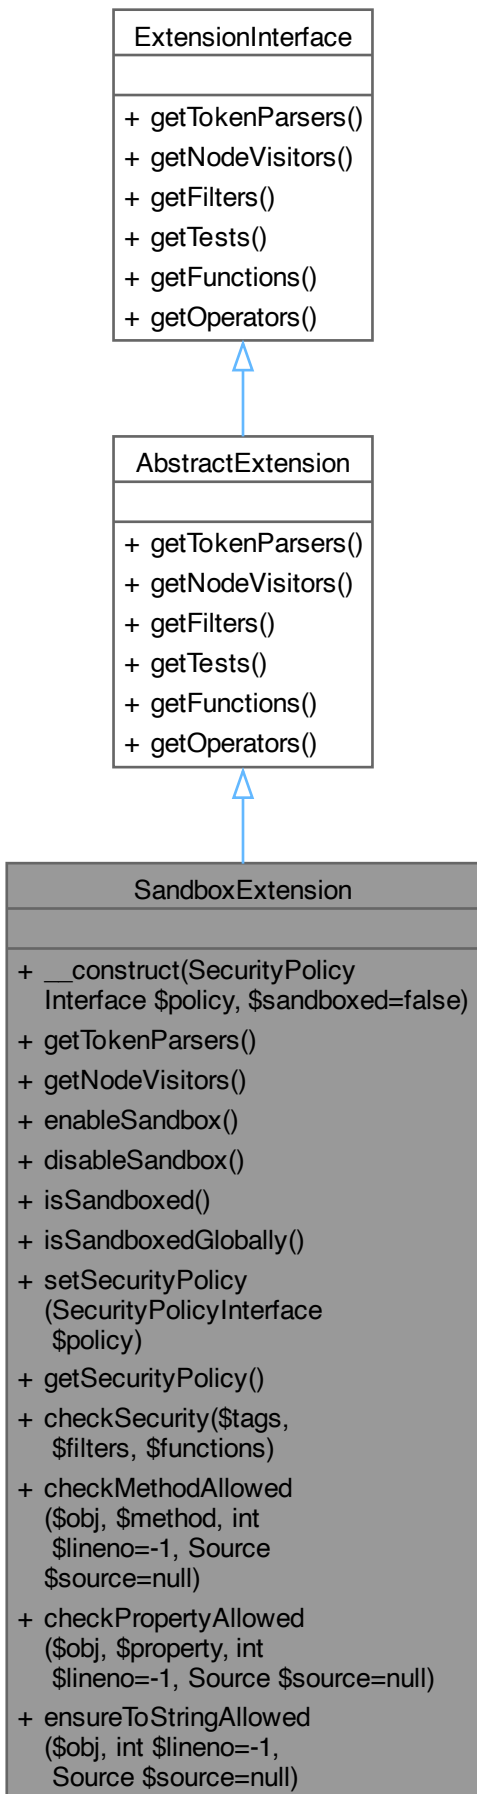 ExtensionInterface
+ getTokenParsers()
+ getNodeVisitors()
+ getFilters()
+ getTests()
+ getFunctions()
+ getOperators()
AbstractExtension
+ getTokenParsers()
+ getNodeVisitors()
+ getFilters()
+ getTests()
+ getFunctions()
+ getOperators()
SandboxExtension
+ __construct(SecurityPolicy
Interface $policy, $sandboxed=false)
+ getTokenParsers()
+ getNodeVisitors()
+ enableSandbox()
+ disableSandbox()
+ isSandboxed()
+ isSandboxedGlobally()
+ setSecurityPolicy
(SecurityPolicyInterface
$policy)
+ getSecurityPolicy()
+ checkSecurity($tags,
$filters, $functions)
+ checkMethodAllowed
($obj, $method, int
$lineno=-1, Source
$source=null)
+ checkPropertyAllowed
($obj, $property, int
$lineno=-1, Source $source=null)
+ ensureToStringAllowed
($obj, int $lineno=-1,
Source $source=null)